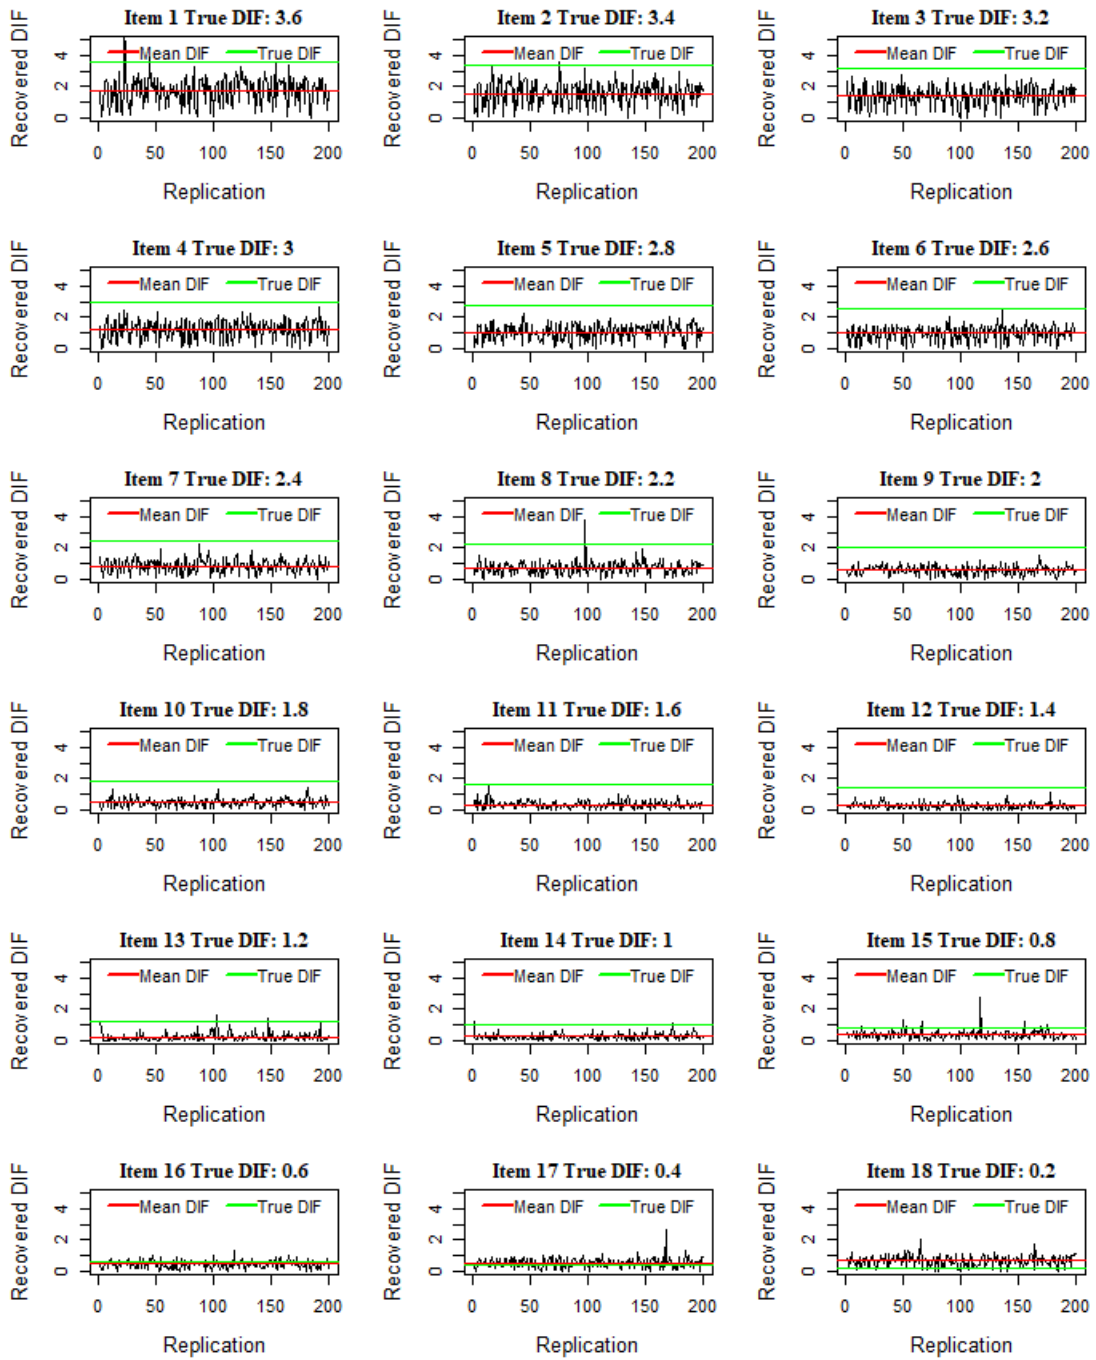 Item 1 True DIF: 3.6
Recovered DIF
0 2 4
Mean DIF True DIF
0 50 100 150 200
Replication
Item 2 True DIF: 3.4
Recovered DIF
0 2 4
Mean DIF True DIF
0 50 100 150 200
Replication
Item 3 True DIF: 3.2
Recovered DIF
0 2 4
Mean DIF True DIF
0 50 100 150 200
Replication
Item 4 True DIF: 3
Recovered DIF
0 2 4
Mean DIF True DIF
0 50 100 150 200
Replication
Item 5 True DIF: 2.8
Recovered DIF
0 2 4
Mean DIF True DIF
0 50 100 150 200
Replication
Item 6 True DIF: 2.6
Recovered DIF
0 2 4
Mean DIF True DIF
0 50 100 150 200
Replication
Item 7 True DIF: 2.4
Recovered DIF
0 2 4
Mean DIF True DIF
0 50 100 150 200
Replication
Item 8 True DIF: 2.2
Recovered DIF
0 2 4
Mean DIF True DIF
0 50 100 150 200
Replication
Item 9 True DIF: 2
Recovered DIF
0 2 4
Mean DIF True DIF
0 50 100 150 200
Replication
Item 10 True DIF: 1.8
Recovered DIF
0 2 4
Mean DIF True DIF
0 50 100 150 200
Replication
Item 11 True DIF: 1.6
Recovered DIF
0 2 4
Mean DIF True DIF
0 50 100 150 200
Replication
Item 12 True DIF: 1.4
Recovered DIF
0 2 4
Mean DIF True DIF
0 50 100 150 200
Replication
Item 13 True DIF: 1.2
Recovered DIF
0 2 4
Mean DIF True DIF
0 50 100 150 200
Replication
Item 14 True DIF: 1
Recovered DIF
0 2 4
Mean DIF True DIF
0 50 100 150 200
Replication
Item 15 True DIF: 0.8
Recovered DIF
0 2 4
Mean DIF True DIF
0 50 100 150 200
Replication
Item 16 True DIF: 0.6
Recovered DIF
0 2 4
Mean DIF True DIF
0 50 100 150 200
Replication
Item 17 True DIF: 0.4
Recovered DIF
0 2 4
Mean DIF True DIF
0 50 100 150 200
Replication
Item 18 True DIF: 0.2
Recovered DIF
0 2 4
Mean DIF True DIF
0 50 100 150 200
Replication